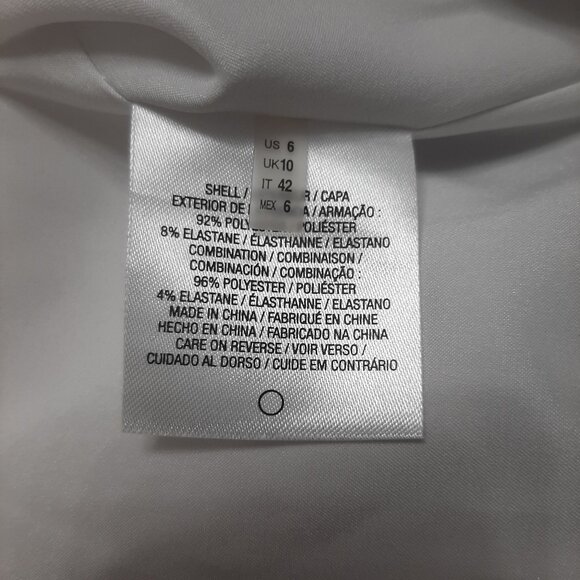 US 6
UK 10
IT 42
MEX 6
SHELL / / CAPA
EXTERIOR DE / ARMAÇÃO :
92% POLIÉSTER
8% ELASTANE / ÉLASTHANNE / ELASTANO
COMBINATION / COMBINAISON /
COMBINACIÓN / COMBINAÇÃO :
96% POLYESTER / POLIÉSTER
4% ELASTANE / ÉLASTHANNE / ELASTANO
MADE IN CHINA / FABRIQUÉ EN CHINE
HECHO EN CHINA / FABRICADO NA CHINA
CARE ON REVERSE / VOIR VERSO /
CUIDADO AL DORSO / CUIDE EM CONTRÁRIO